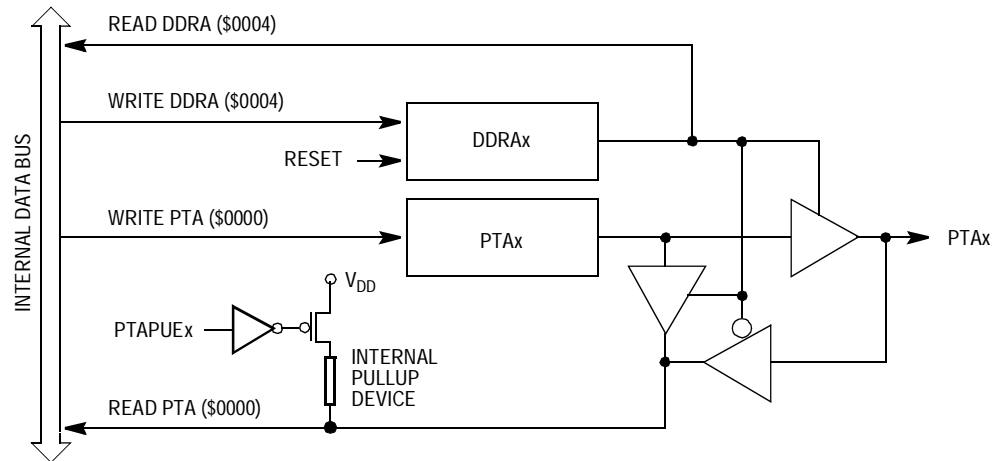 READ DDRA ($0004)
WRITE DDRA ($0004)
DDRAx
RESET
INTERNAL DATA BUS
WRITE PTA ($0000)
PTAx
PTAx
VDD
PTAPUEx
INTERNAL
PULLUP
DEVICE
READ PTA ($0000)